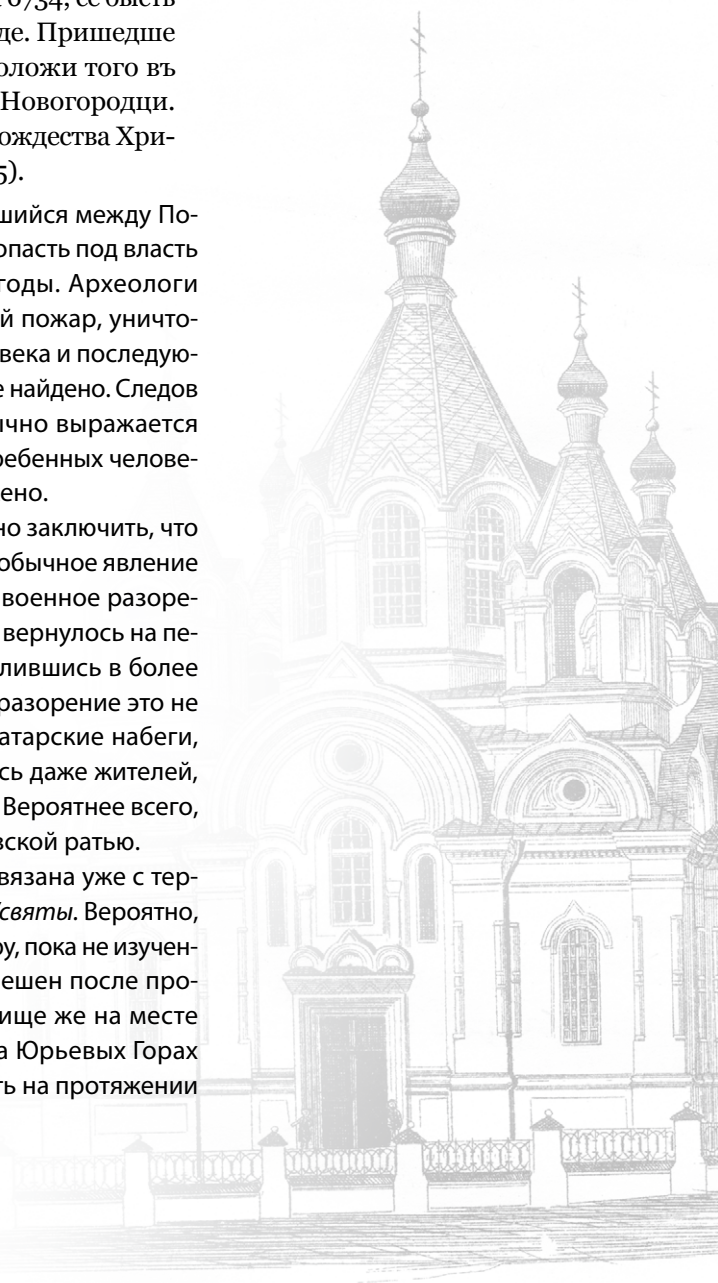 6734, се бысть
де. Пришедше
оложи того въ
Новогородци.
ождества Хри-
5).
шийся между По-
опасть под власть
годы. Археологи
й пожар, уничто-
века и последую-
е найдено. Следов
ычно выражается
ребенных челове-
ено.
но заключить, что
обычное явление
военное разоре-
вернулось на пе-
лившись в более
разорение это не
атарские набеги,
сь даже жителей,
Вероятнее всего,
вской ратью.
вязана уже с тер-
святы. Вероятно,
ру, пока не изучен-
ешен после про-
ище же на месте
а Юрьевых Горах
ть на протяжении